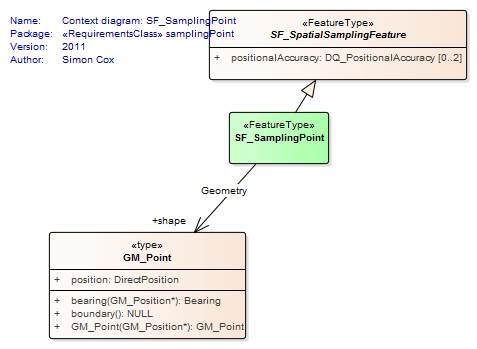 Name: Context diagram: SF_SamplingPoint
Package: «RequirementsClass» samplingPoint
Version: 2011
Author: Simon Cox
«FeatureType»
SF_SpatialSamplingFeature
+ positionalAccuracy: DQ_PositionalAccuracy [0..2]
«FeatureType»
SF_SamplingPoint
Geometry
+shape
«type»
GM_Point
+ position: DirectPosition
+ bearing(GM_Position*): Bearing
+ boundary(): NULL
+ GM_Point(GM_Position*): GM_Point